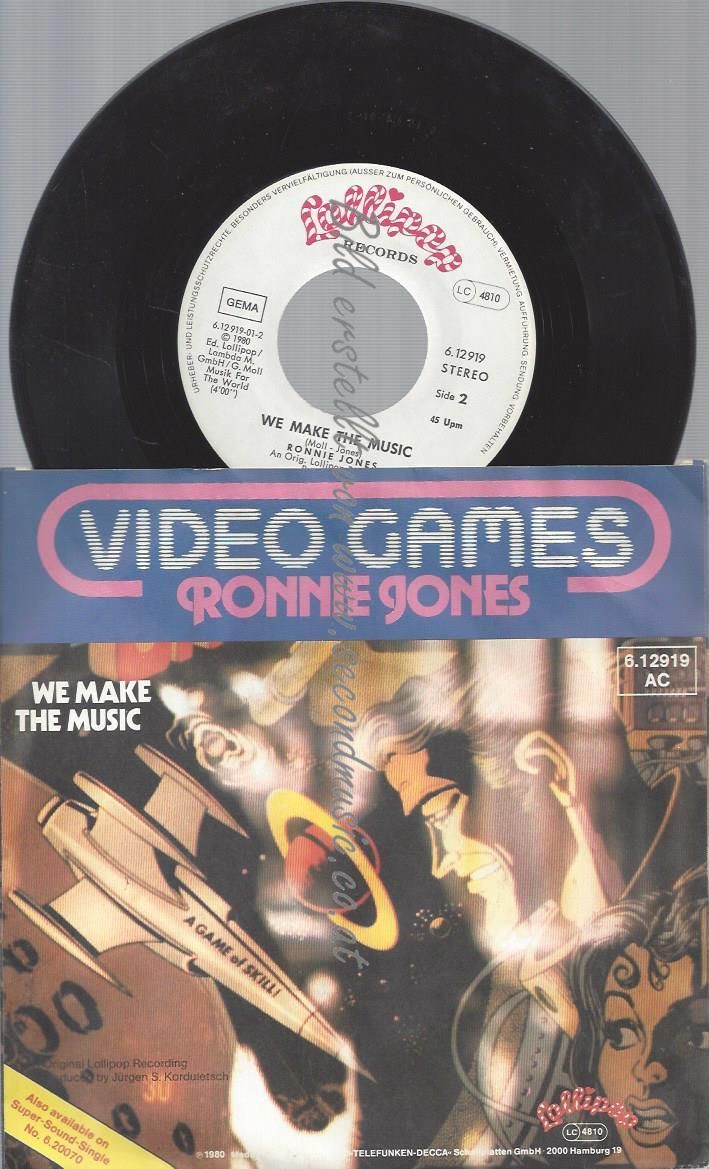 URHEBER- UND LEISTUNGSSCHUTZRECHTE, BESONDERS VERVIELFÄLTIGUNG (AUSSER ZUM PERSÖNLICHEN GEBRAUCH), VERMIETUNG, AUFFÜHRUNG, SENDUNG VORBEHALTEN
Lollipop
RECORDS
LC 4810
GEMA
6.12 919-01-2
© 1980
Ed. Lollipop /
Lambda M.
GmbH/G. Moll
Musik For
The World
(4'00")
6.12919
STEREO
Side 2
45 Upm
WE MAKE THE MUSIC
(Moll - Jones)
RONNIE JONES
An Orig. Lollipop
Bild erstellt von www.secondmusic.co.at
VIDEO GAMES
RONNIE JONES
6.12919
AC
WE MAKE
THE MUSIC
A GAME of SKILL!
Original Lollipop Recording
by Jürgen S. Korduletsch
30
Also available on
Super-Sound-Single
No. 6.20070
Lollipop
LC 4810
℗ 1980
-TELEFUNKEN-DECCA- Schallplatten GmbH · 2000 Hamburg 19